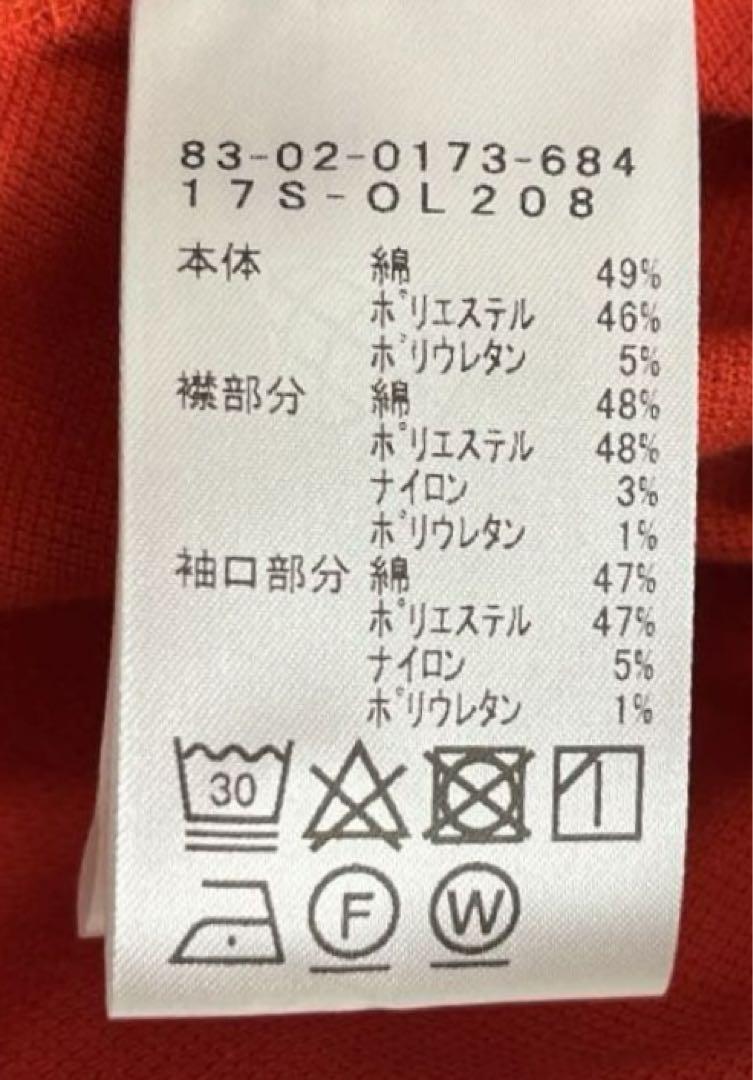 83-02-0173-684
17S-OL208
本体 綿 49%
ポリエステル 46%
ポリウレタン 5%
襟部分 綿 48%
ポリエステル 48%
ナイロン 3%
ポリウレタン 1%
袖口部分 綿 47%
ポリエステル 47%
ナイロン 5%
ポリウレタン 1%
30
F W